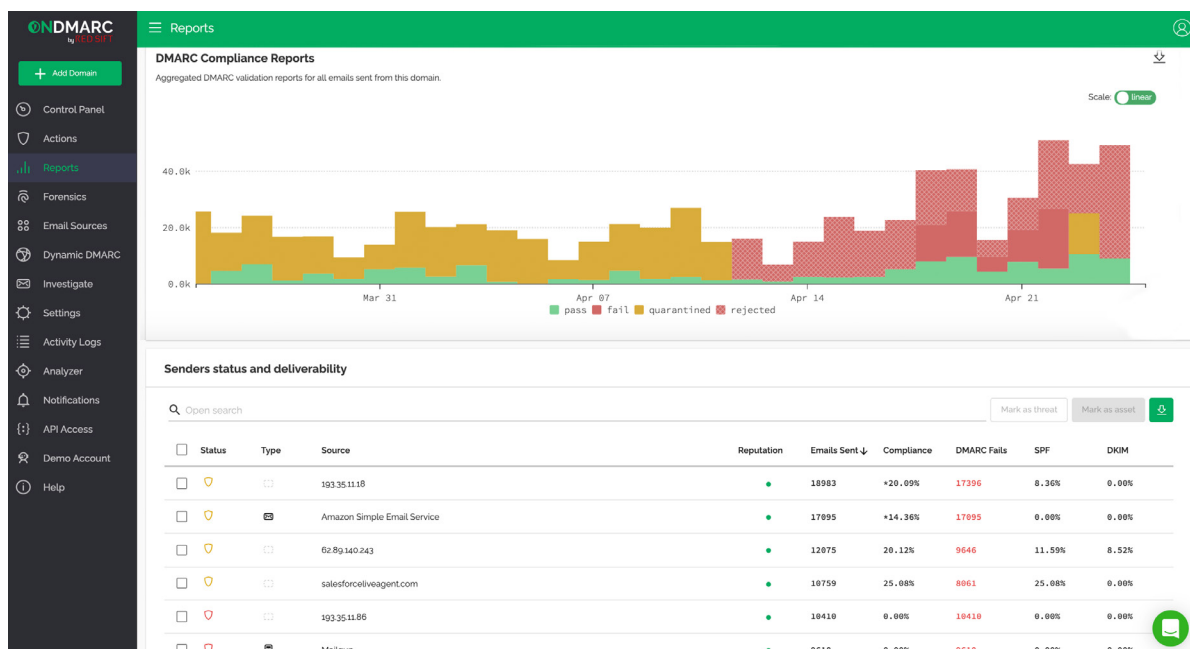 ONDMARC
by RED SIFT
Reports
Add Domain
Control Panel
Actions
Reports
Forensics
Email Sources
Dynamic DMARC
Investigate
Settings
Activity Logs
Analyzer
Notifications
API Access
Demo Account
Help
DMARC Compliance Reports
Aggregated DMARC validation reports for all emails sent from this domain.
Scale: linear
40.0k
20.0k
0.0k
Mar 31 Apr 07 Apr 14 Apr 21
pass fail quarantined rejected
Senders status and deliverability
Open search Mark as threat Mark as asset
Status Type Source Reputation Emails Sent ↓ Compliance DMARC Fails SPF DKIM
193.35.11.18 18983 *20.09% 17396 8.36% 0.00%
Amazon Simple Email Service 17095 *14.36% 17095 0.00% 0.00%
62.89.140.243 12075 20.12% 9646 11.59% 8.52%
salesforceliveagent.com 10759 25.08% 8061 25.08% 0.00%
193.35.11.86 10410 0.00% 10410 0.00% 0.00%